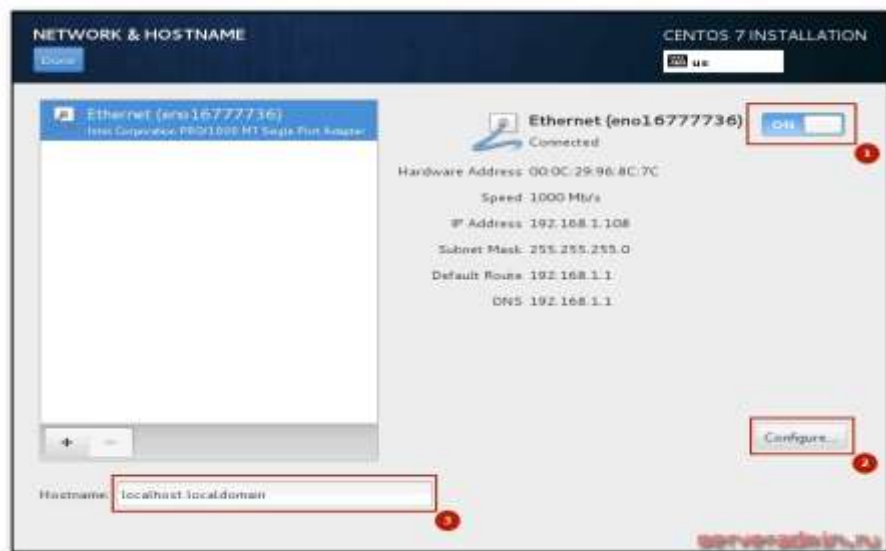 NETWORK & HOSTNAME
CENTOS 7 INSTALLATION
Done
us
Ethernet (eno16777736)
Intel Corporation PRO/1000 MT Single Port Adapter
Ethernet (eno16777736)
Connected
ON
1
Hardware Address 00:0C:29:96:8C:7C
Speed 1000 Mb/s
IP Address 192.168.1.108
Subnet Mask 255.255.255.0
Default Route 192.168.1.1
DNS 192.168.1.1
+
-
Configure...
2
Hostname: localhost.localdomain
3
serveradmin.ru